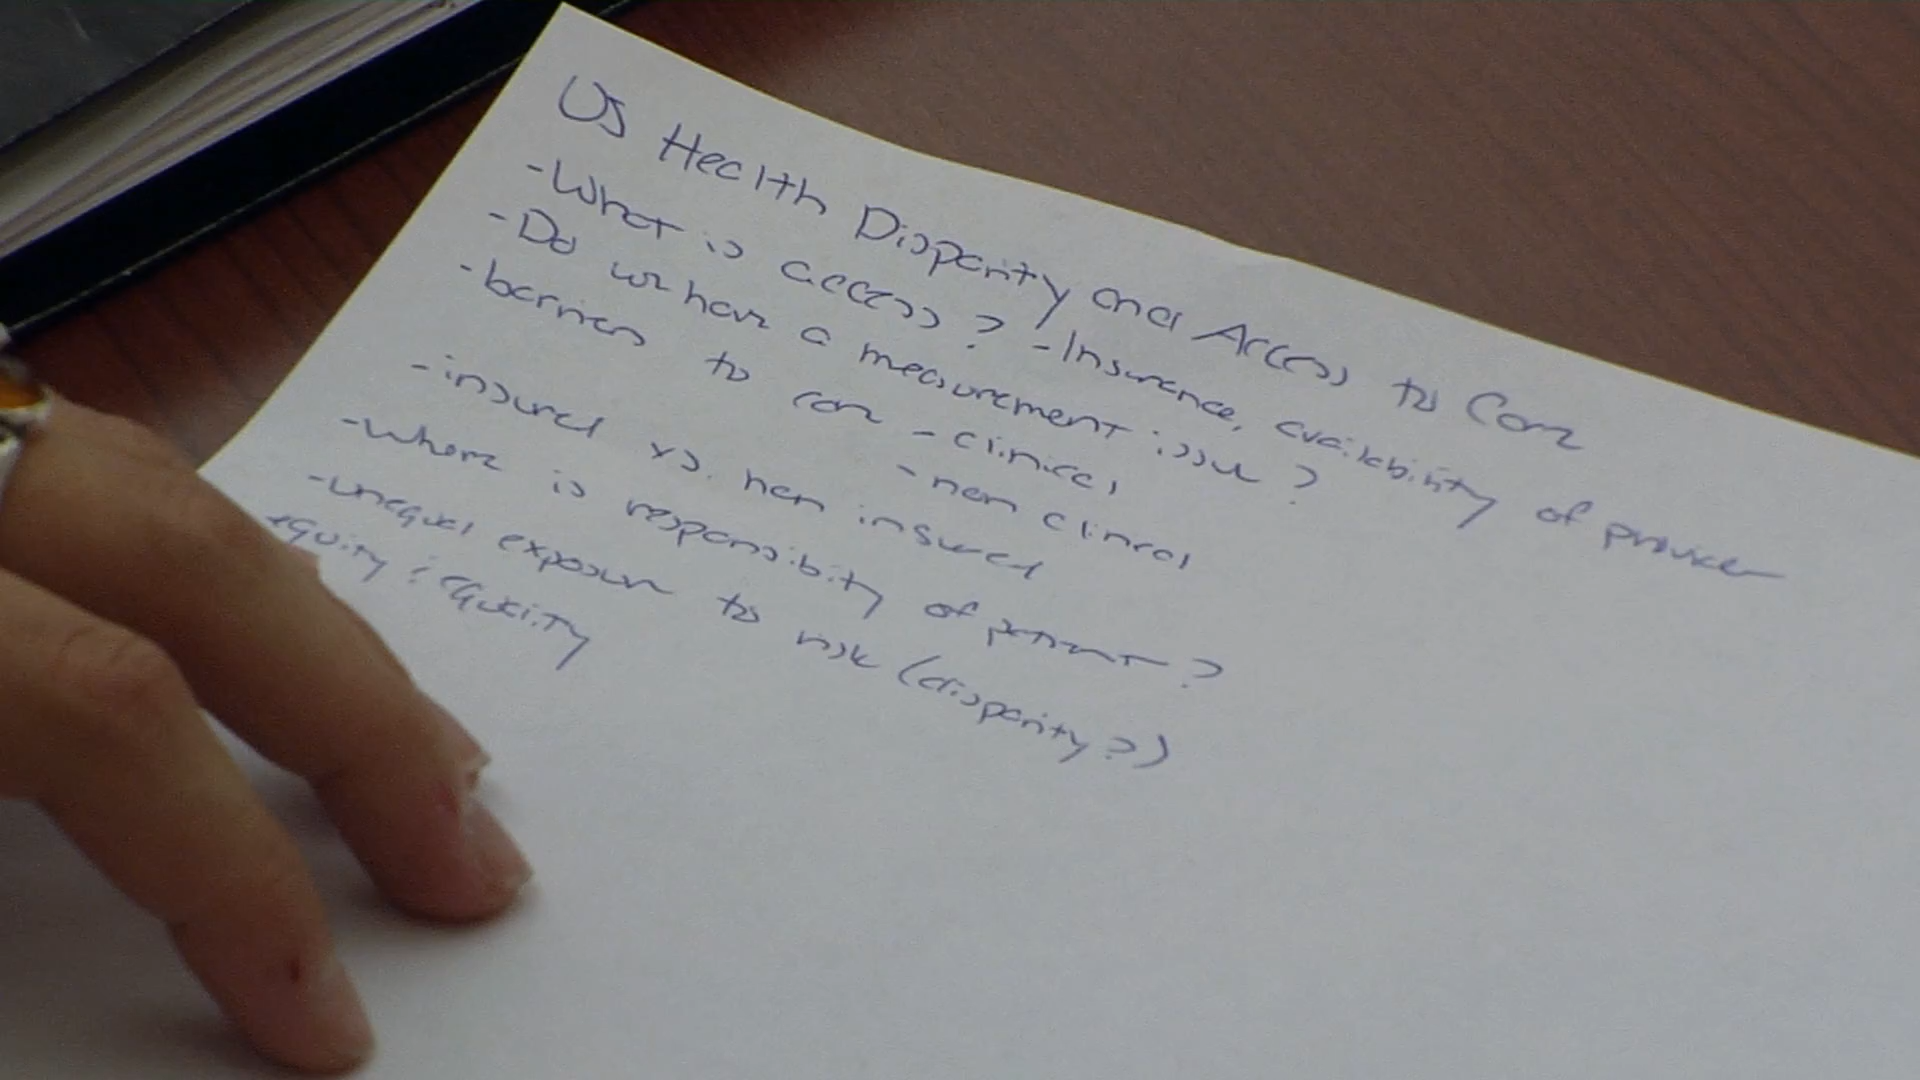 US Health Disparity and Access to Care
- What is access? - Insurance, availability of provider
- Do we have a measurement issue?
- barriers to care - clinical
- non clinical
- insured vs. non insured
- where is responsibility of patient?
- unequal exposure to risk (disparity?)
equity : equality